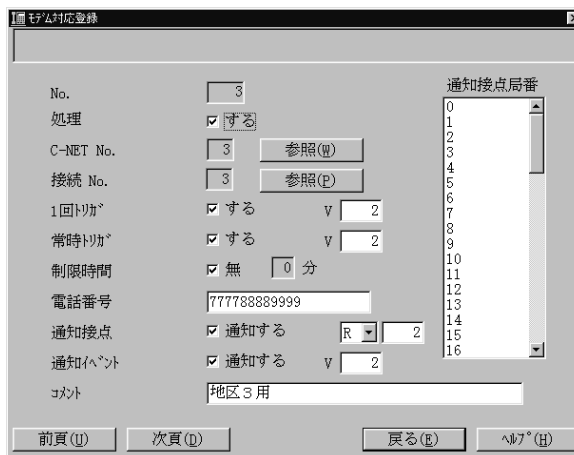 モデム対応登録
通知接点局番
No. 3
処理 する
C-NET No. 3 参照(W)
接続 No. 3 参照(P)
1回トリガ する V 2
常時トリガ する V 2
制限時間 無 0 分
電話番号 777788889999
通知接点 通知する R 2
通知イベント 通知する V 2
コメント 地区3用
0
1
2
3
4
5
6
7
8
9
10
11
12
13
14
15
16
前頁(U) 次頁(D) 戻る(E) ヘルプ(H)